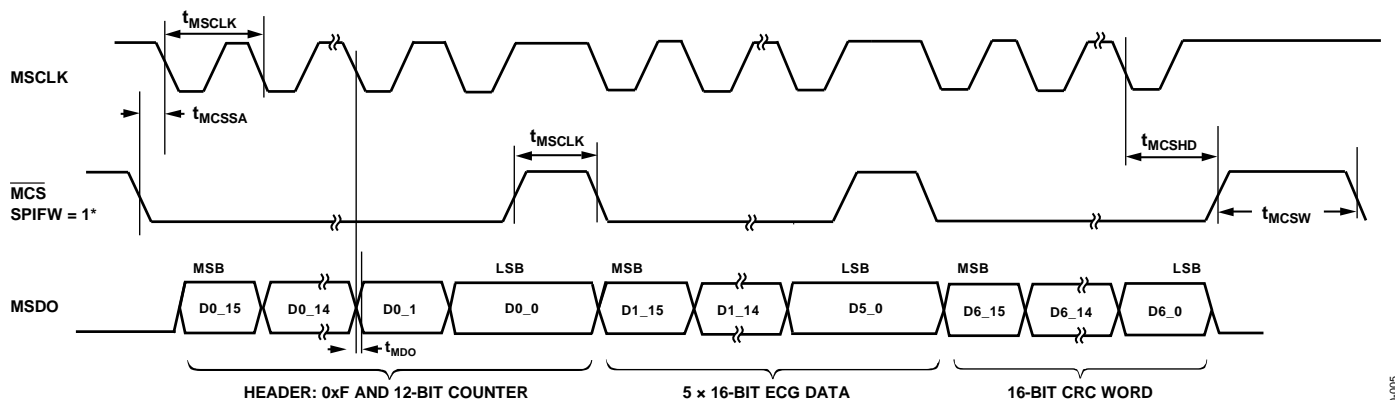 tMSCLK
MSCLK
tMCSSA
tMSCLK
tMCSHD
MCS
SPIFW = 1*
tMCSW
MSB
LSB
MSB
LSB
MSB
LSB
MSDO
D0_15
D0_14
D0_1
D0_0
D1_15
D1_14
D5_0
D6_15
D6_14
D6_0
tMDO
HEADER: 0xF AND 12-BIT COUNTER
5 × 16-BIT ECG DATA
16-BIT CRC WORD